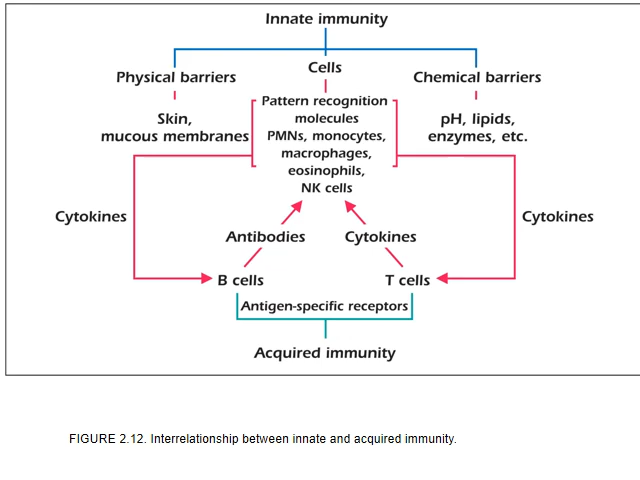 Innate immunity
Physical barriers
Cells
Chemical barriers
Skin,
mucous membranes
Pattern recognition
molecules
PMNs, monocytes,
macrophages,
eosinophils,
NK cells
pH, lipids,
enzymes, etc.
Cytokines
Cytokines
Antibodies
Cytokines
B cells
T cells
Antigen-specific receptors
Acquired immunity
FIGURE 2.12. Interrelationship between innate and acquired immunity.